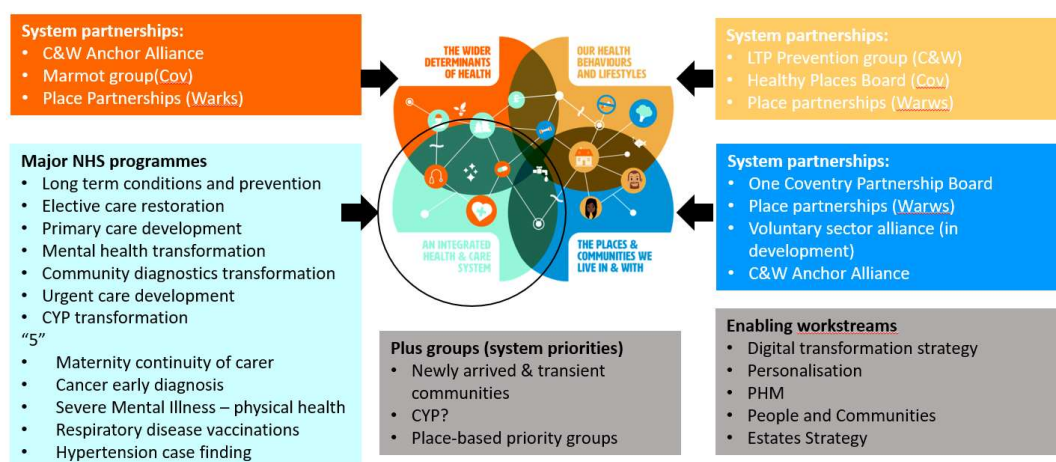 System partnerships:
• C&W Anchor Alliance
• Marmot group(Cov)
• Place Partnerships (Warks)
THE WIDER
DETERMINANTS
OF HEALTH
OUR HEALTH
BEHAVIOURS
AND LIFESTYLES
System partnerships:
• LTP Prevention group (C&W)
• Healthy Places Board (Cov)
• Place partnerships (Warws)
Major NHS programmes
• Long term conditions and prevention
• Elective care restoration
• Primary care development
• Mental health transformation
• Community diagnostics transformation
• Urgent care development
• CYP transformation
“5”
• Maternity continuity of carer
• Cancer early diagnosis
• Severe Mental Illness – physical health
• Respiratory disease vaccinations
• Hypertension case finding
AN INTEGRATED
HEALTH & CARE
SYSTEM
THE PLACES &
COMMUNITIES WE
LIVE IN & WITH
System partnerships:
• One Coventry Partnership Board
• Place partnerships (Warws)
• Voluntary sector alliance (in
development)
• C&W Anchor Alliance
Plus groups (system priorities)
• Newly arrived & transient
communities
• CYP?
• Place-based priority groups
Enabling workstreams
• Digital transformation strategy
• Personalisation
• PHM
• People and Communities
• Estates Strategy